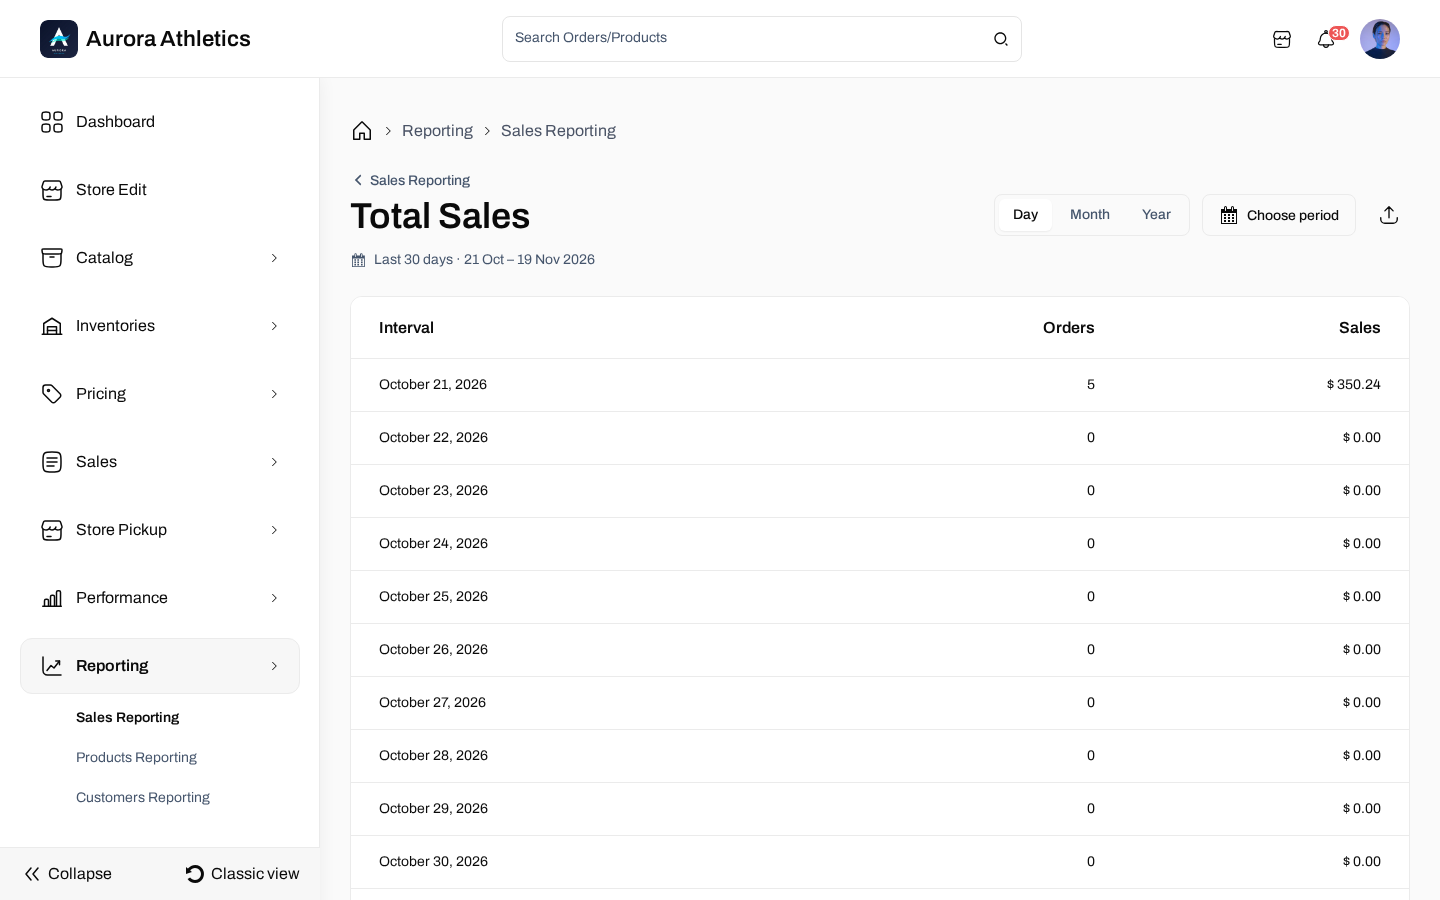 Aurora Athletics
Search Orders/Products
30
Dashboard
Store Edit
Catalog
Inventories
Pricing
Sales
Store Pickup
Performance
Reporting
Sales Reporting
Products Reporting
Customers Reporting
Collapse
Classic view
Reporting
Sales Reporting
Sales Reporting
Total Sales
Last 30 days · 21 Oct – 19 Nov 2026
Day Month Year
Choose period
Interval Orders Sales
October 21, 2026 5 $ 350.24
October 22, 2026 0 $ 0.00
October 23, 2026 0 $ 0.00
October 24, 2026 0 $ 0.00
October 25, 2026 0 $ 0.00
October 26, 2026 0 $ 0.00
October 27, 2026 0 $ 0.00
October 28, 2026 0 $ 0.00
October 29, 2026 0 $ 0.00
October 30, 2026 0 $ 0.00